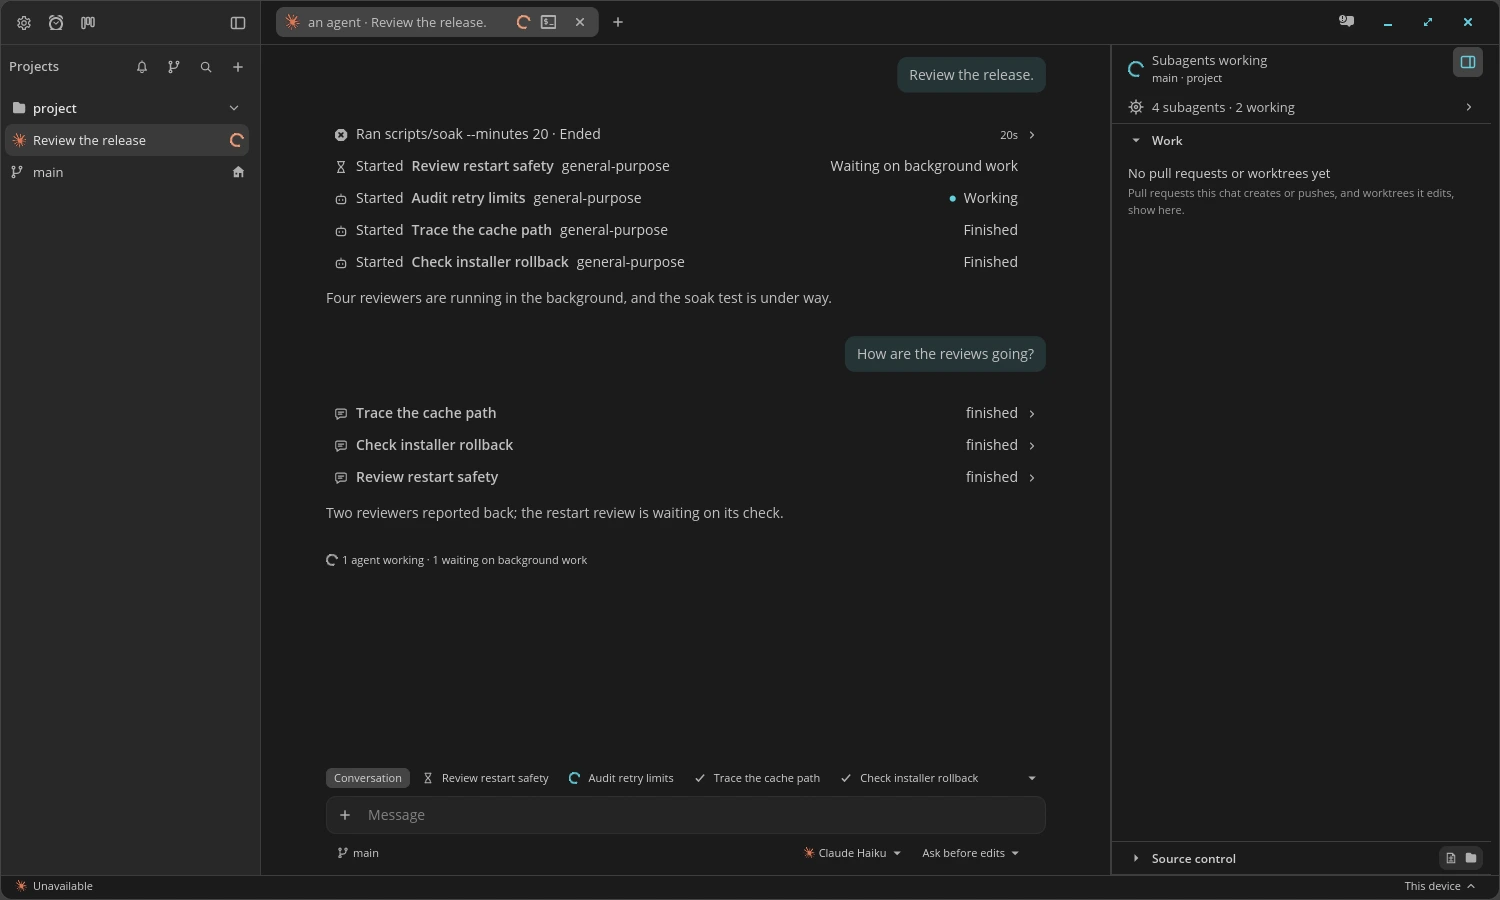 an agent · Review the release.
Projects
project
Review the release
main
Review the release.
Ran scripts/soak --minutes 20 · Ended 20s
Started Review restart safety general-purpose Waiting on background work
Started Audit retry limits general-purpose Working
Started Trace the cache path general-purpose Finished
Started Check installer rollback general-purpose Finished
Four reviewers are running in the background, and the soak test is under way.
How are the reviews going?
Trace the cache path finished
Check installer rollback finished
Review restart safety finished
Two reviewers reported back; the restart review is waiting on its check.
1 agent working · 1 waiting on background work
Conversation Review restart safety Audit retry limits Trace the cache path Check installer rollback
Message
main Claude Haiku Ask before edits
Subagents working
main · project
4 subagents · 2 working
Work
No pull requests or worktrees yet
Pull requests this chat creates or pushes, and worktrees it edits,
show here.
Source control
Unavailable
This device